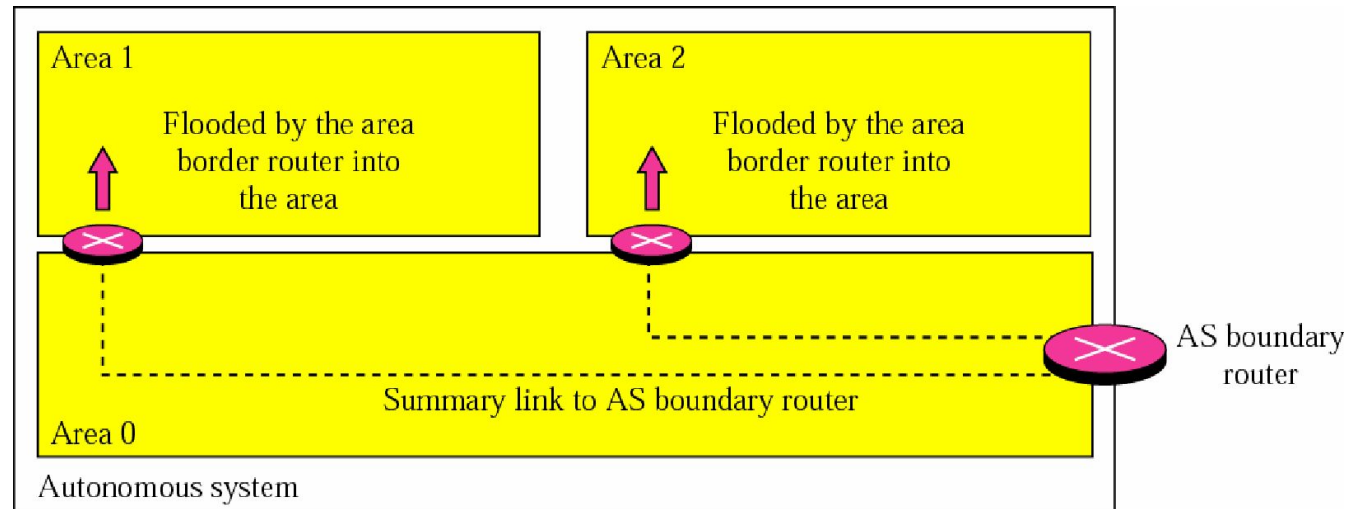 Area 1
Flooded by the area
border router into
the area
Area 2
Flooded by the area
border router into
the area
AS boundary
router
Summary link to AS boundary router
Area 0
Autonomous system